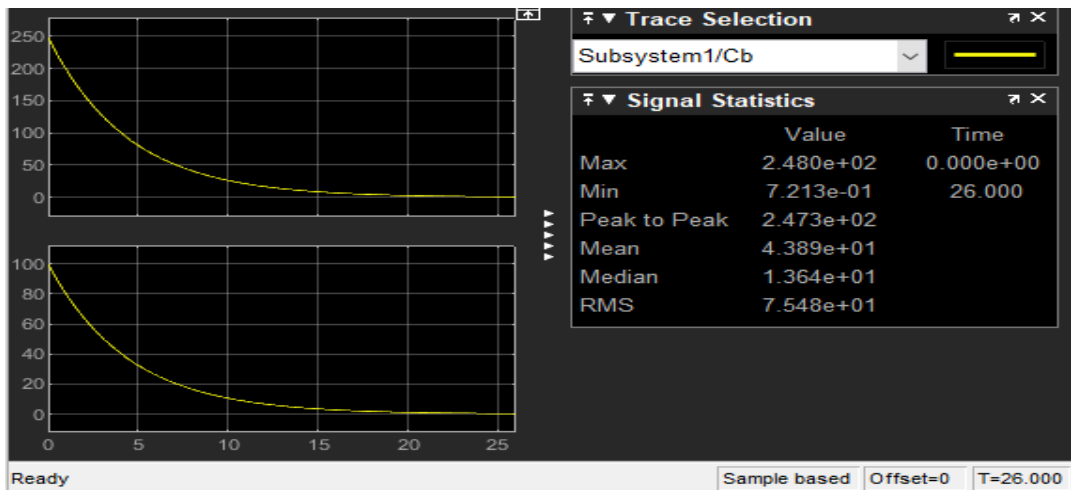 250
200
150
100
50
0
100
80
60
40
20
0
0 5 10 15 20 25
Trace Selection
Subsystem1/Cb
Signal Statistics
Value Time
Max 2.480e+02 0.000e+00
Min 7.213e-01 26.000
Peak to Peak 2.473e+02
Mean 4.389e+01
Median 1.364e+01
RMS 7.548e+01
Ready Sample based Offset=0 T=26.000